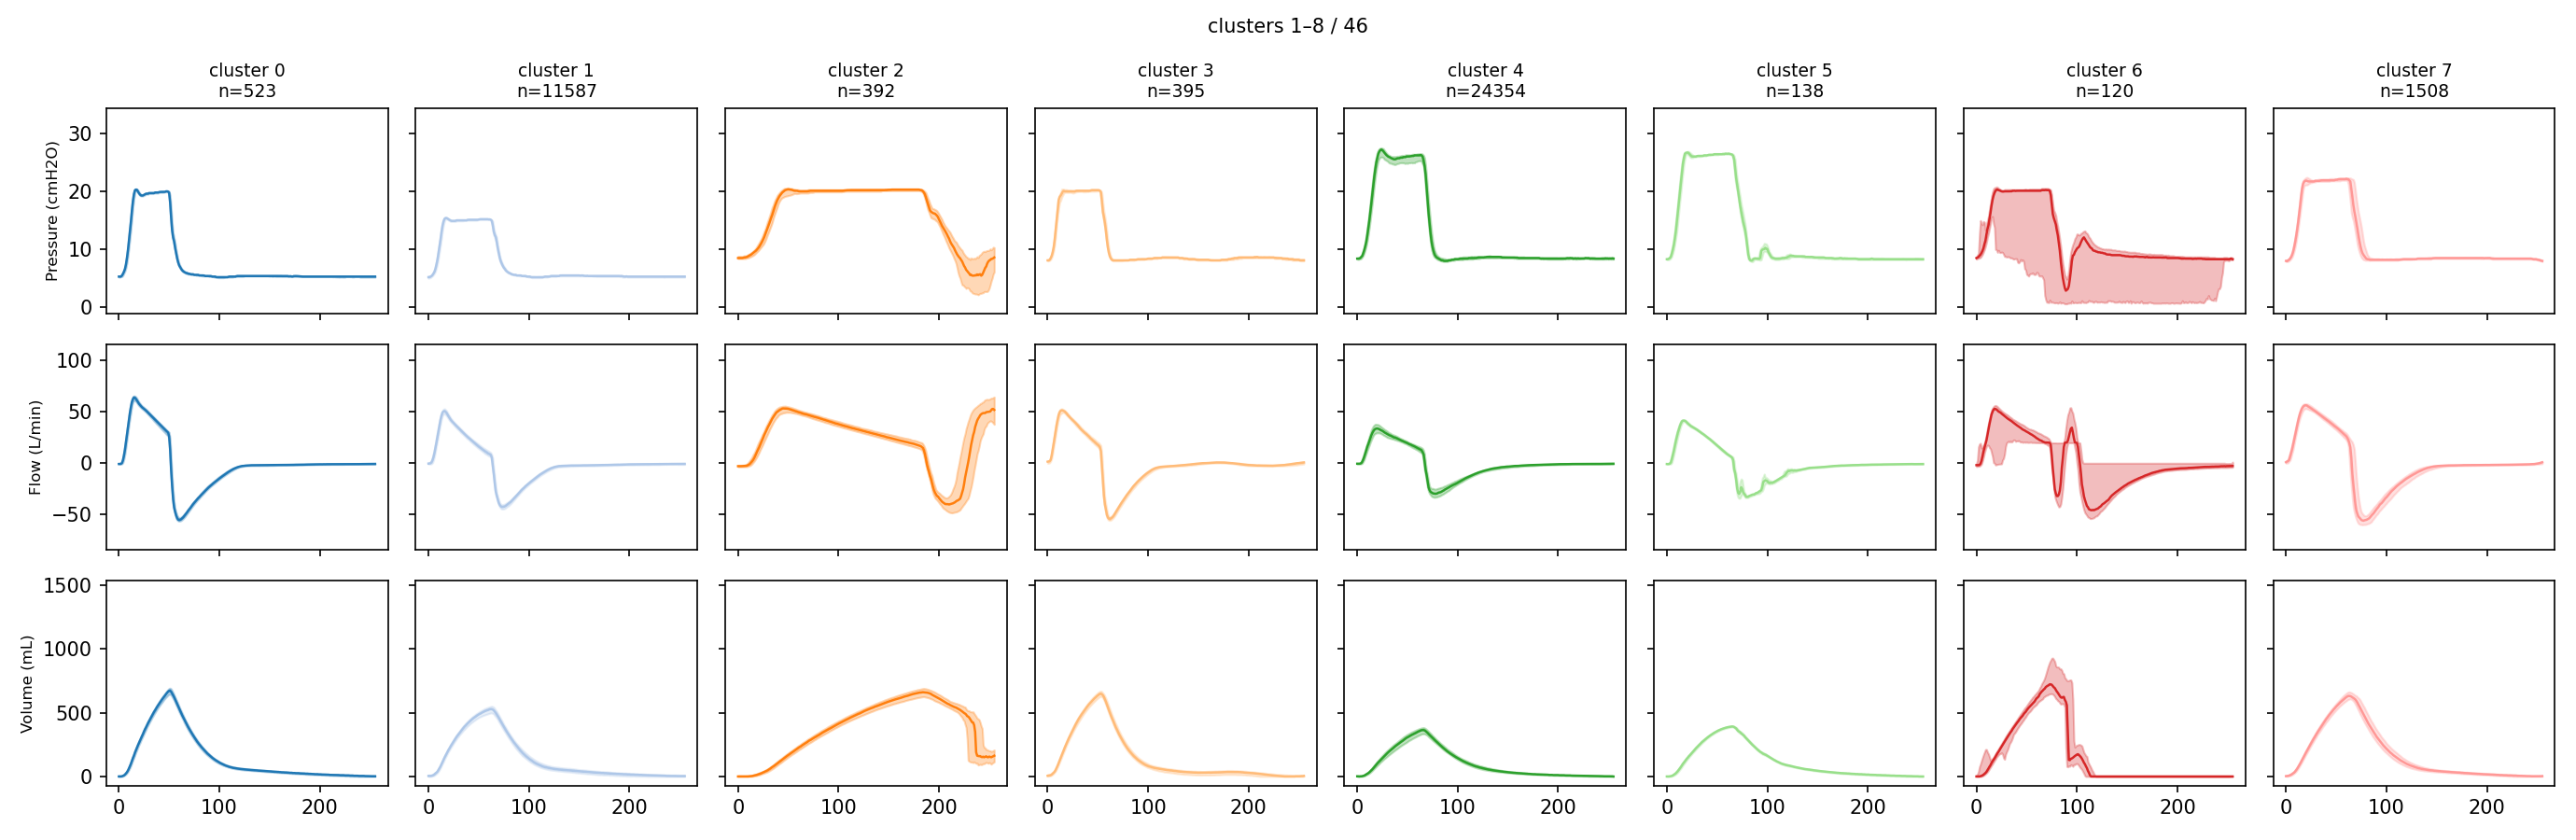 clusters 1–8 / 46
cluster 0
n=523
cluster 1
n=11587
cluster 2
n=392
cluster 3
n=395
cluster 4
n=24354
cluster 5
n=138
cluster 6
n=120
cluster 7
n=1508
Pressure (cmH2O)
30
20
10
0
Flow (L/min)
100
50
0
−50
Volume (mL)
1500
1000
500
0
0 100 200 0 100 200 0 100 200 0 100 200 0 100 200 0 100 200 0 100 200 0 100 200